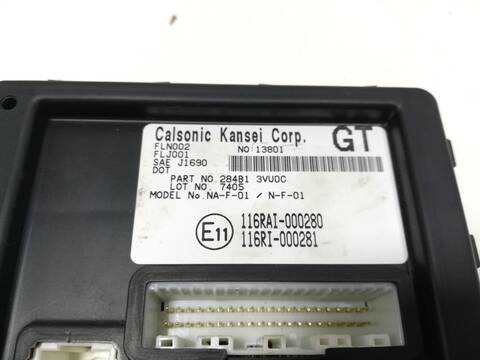 Calsonic Kansei Corp. GT
FLN002 NO:13801
FLJ001
SAE J1690
DOT
PART NO 284B1 3VU0C
LOT NO. 7405
MODEL No. NA-F-01 / N-F-01
E11 116RAI-000280
116RI-000281